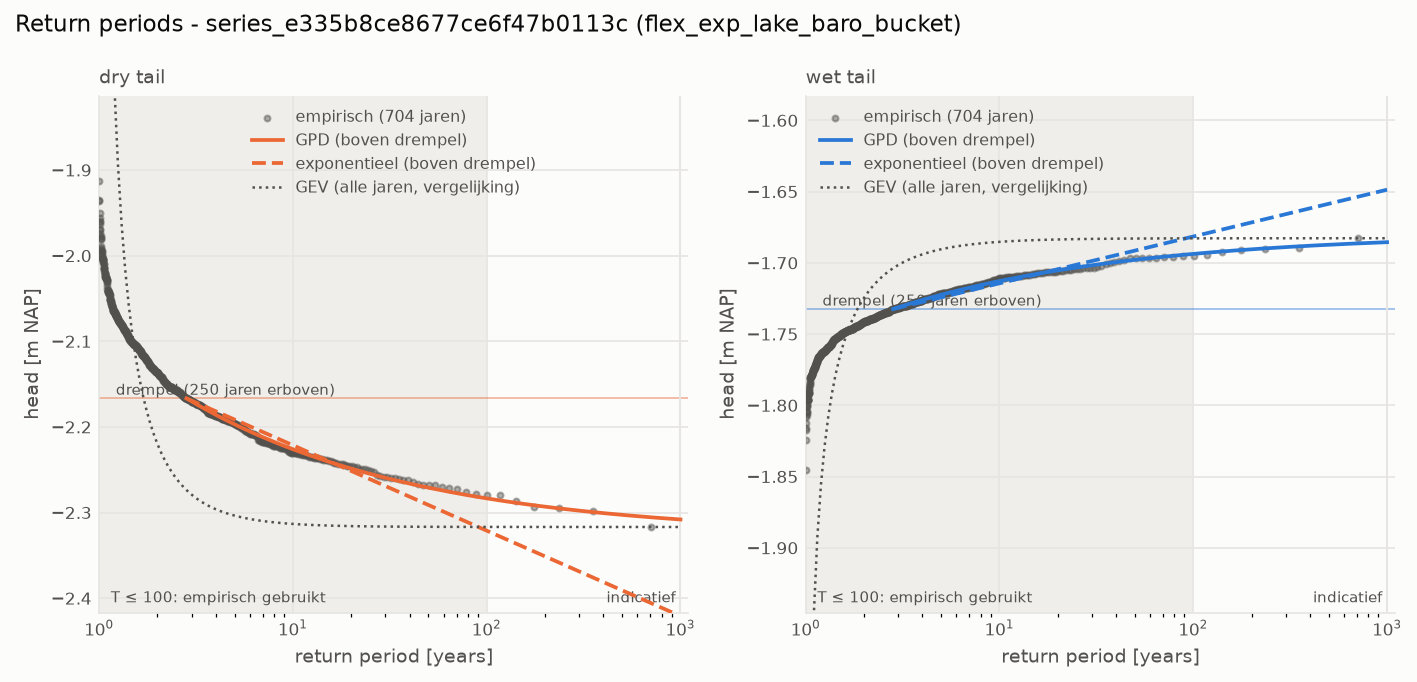 Return periods - series_e335b8ce8677ce6f47b0113c (flex_exp_lake_baro_bucket)
dry tail
empirisch (704 jaren)
GPD (boven drempel)
exponentieel (boven drempel)
GEV (alle jaren, vergelijking)
−1.9
−2.0
−2.1
−2.2
−2.3
−2.4
head [m NAP]
drempel (250 jaren erboven)
T ≤ 100: empirisch gebruikt
indicatief
10⁰
10¹
10²
10³
return period [years]
wet tail
empirisch (704 jaren)
GPD (boven drempel)
exponentieel (boven drempel)
GEV (alle jaren, vergelijking)
−1.60
−1.65
−1.70
−1.75
−1.80
−1.85
−1.90
head [m NAP]
drempel (250 jaren erboven)
T ≤ 100: empirisch gebruikt
indicatief
10⁰
10¹
10²
10³
return period [years]